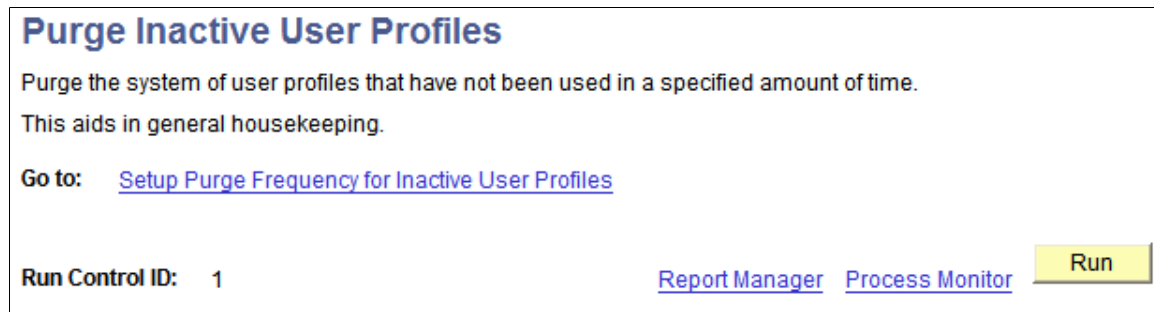 Purge Inactive User Profiles
Purge the system of user profiles that have not been used in a specified amount of time.
This aids in general housekeeping.
Go to: Setup Purge Frequency for Inactive User Profiles
Run Control ID: 1 Report Manager Process Monitor Run